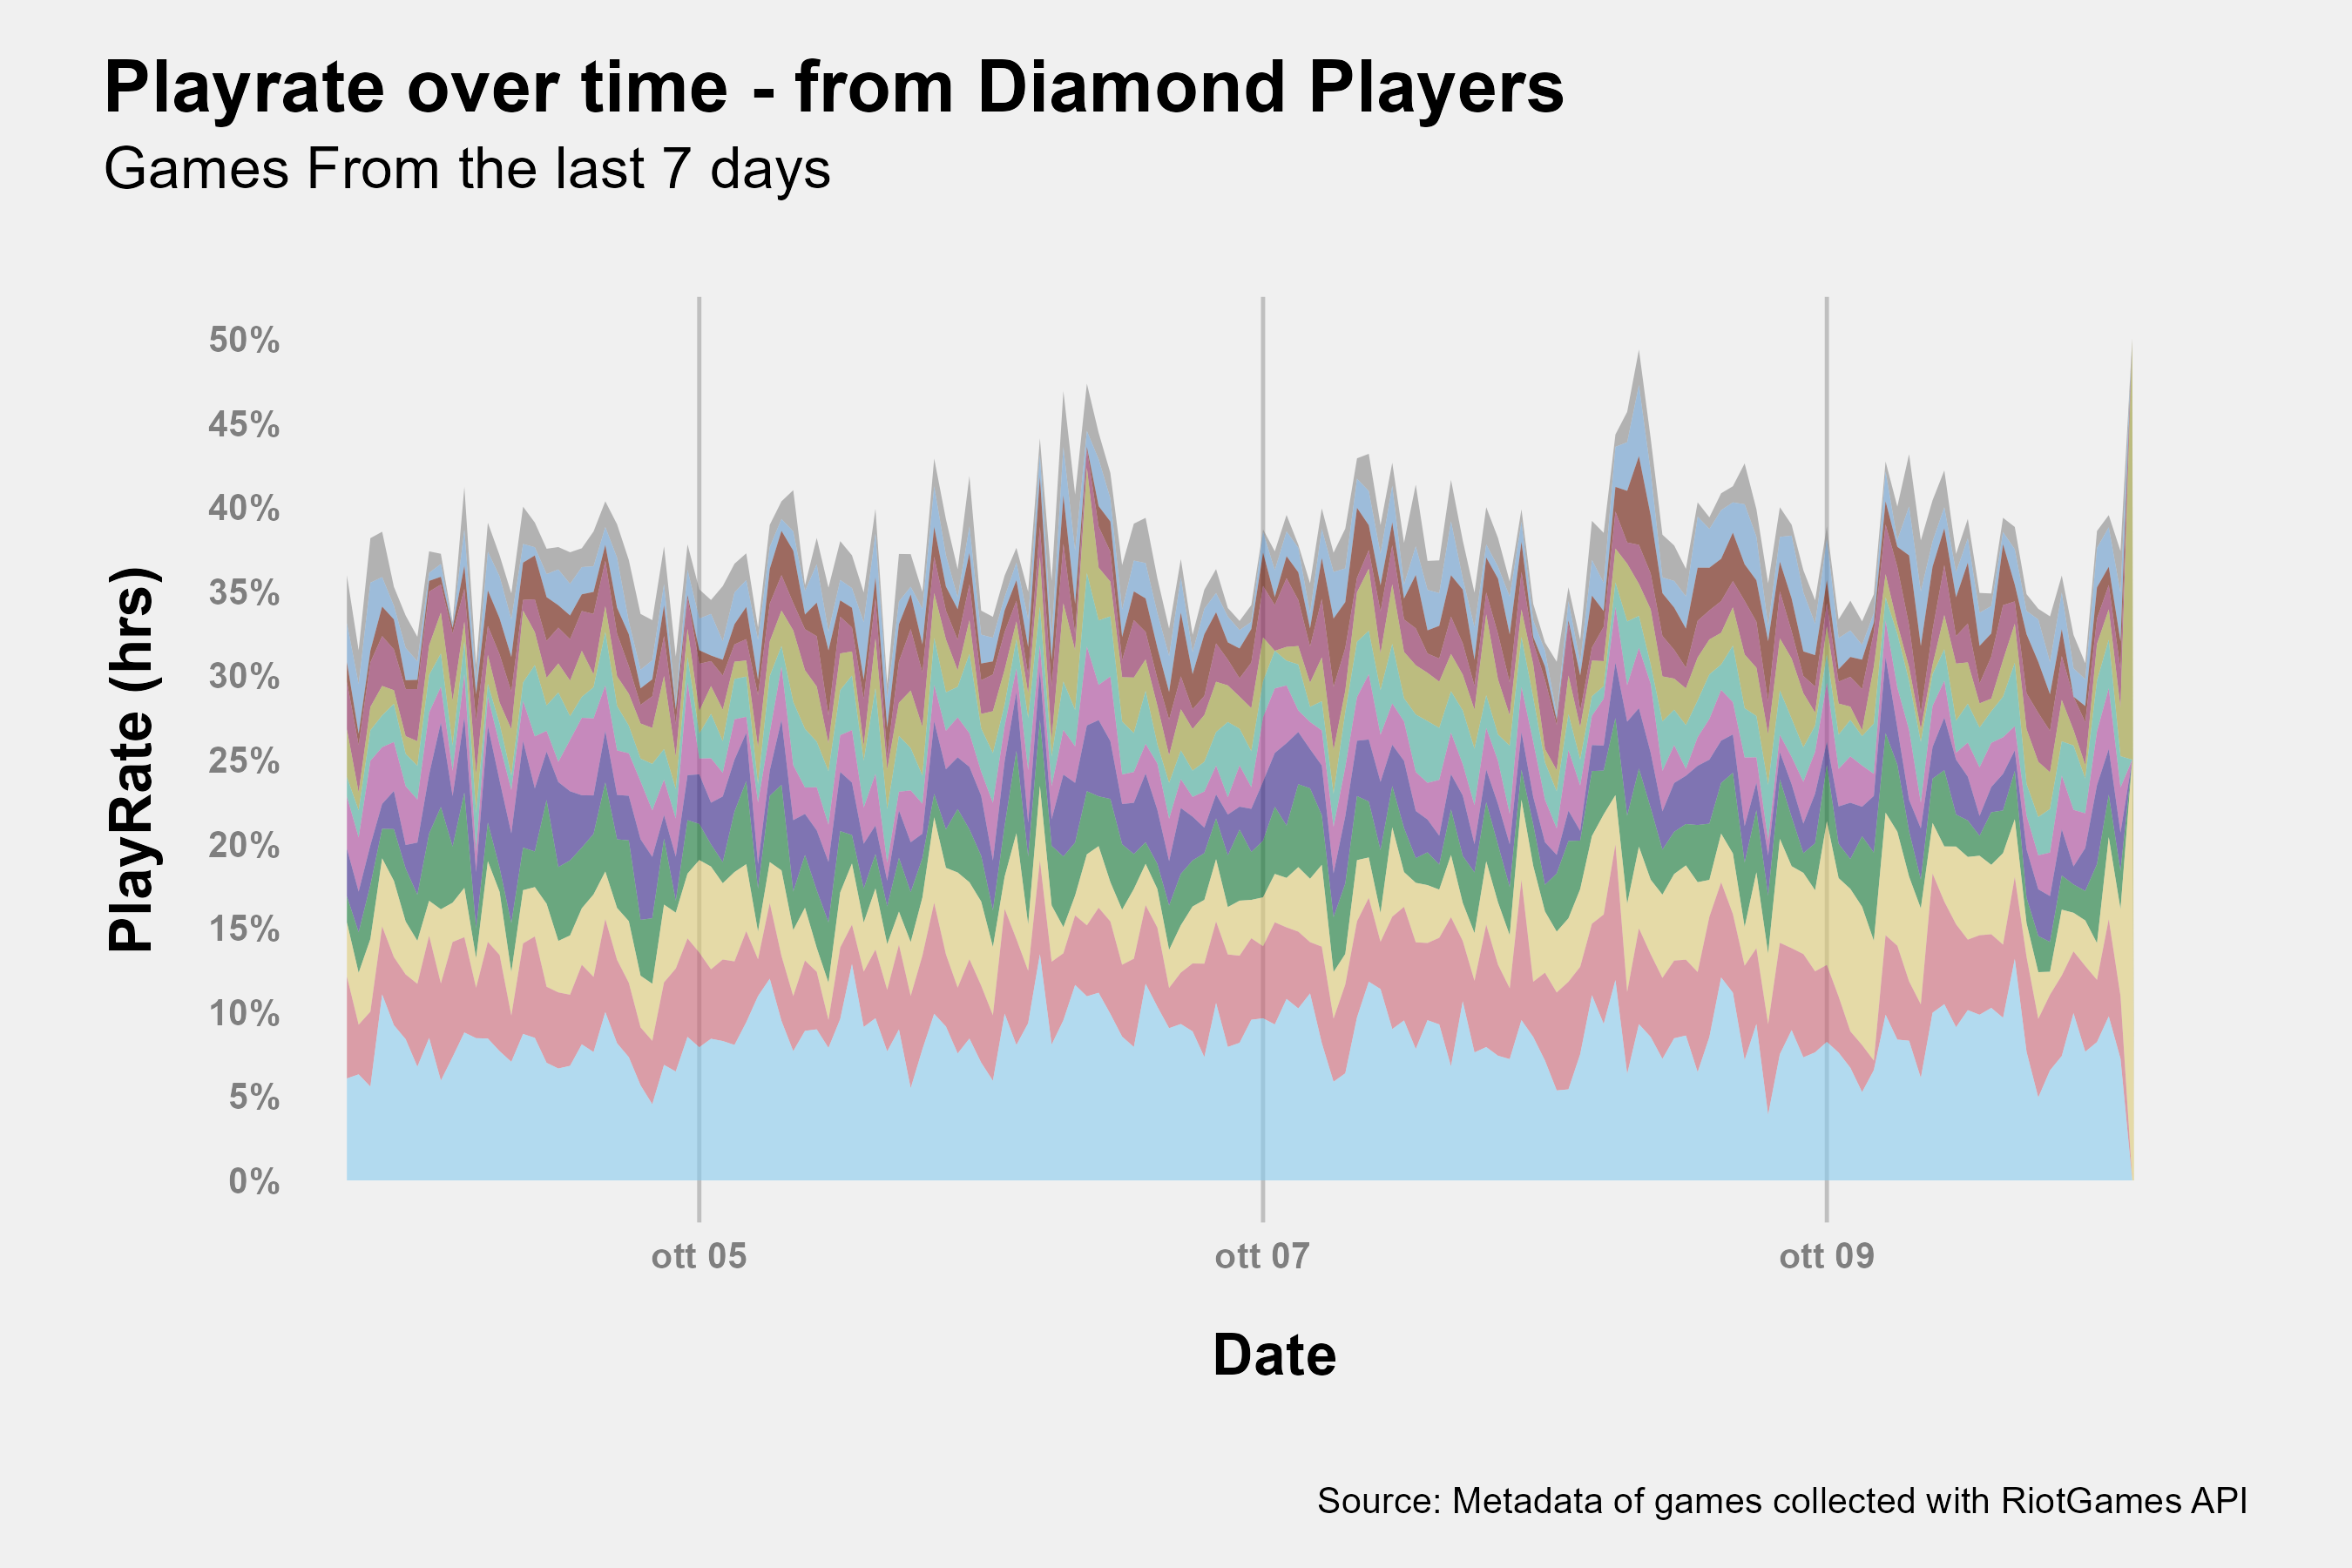 Playrate over time - from Diamond Players
Games From the last 7 days
PlayRate (hrs)
50%
45%
40%
35%
30%
25%
20%
15%
10%
5%
0%
ott 05
ott 07
ott 09
Date
Source: Metadata of games collected with RiotGames API